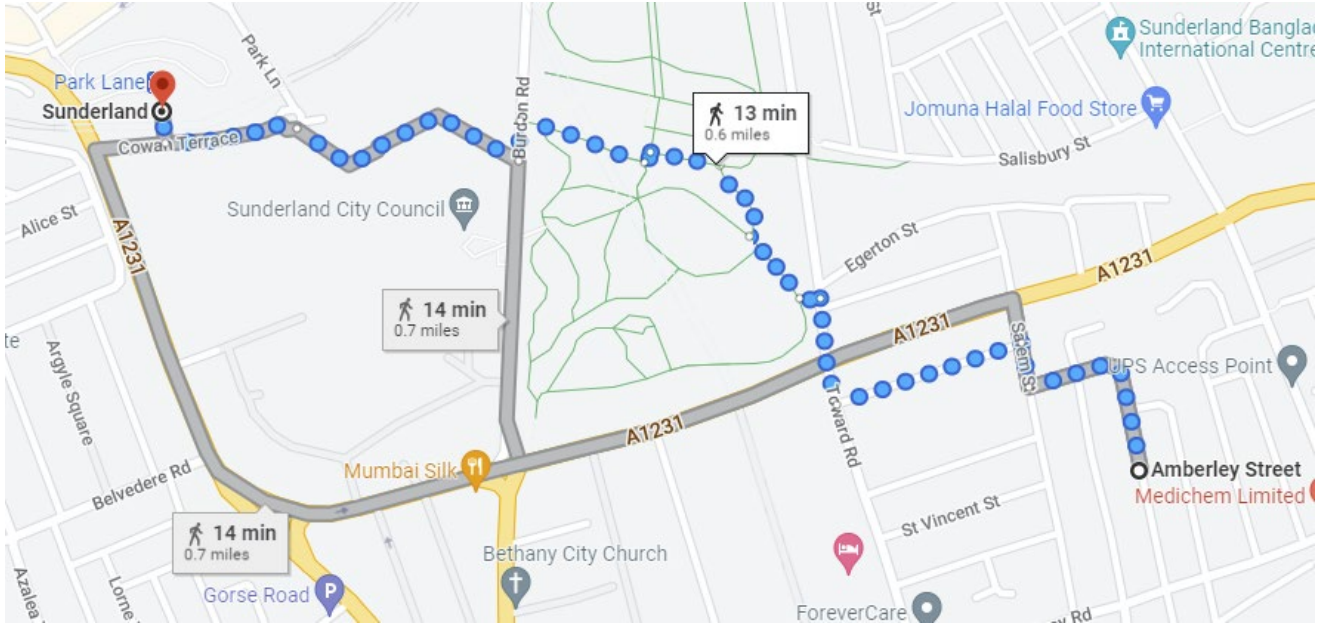 Park Ln
St
Sunderland Bangla
International Centre
Park Lane
Sunderland
Burdon Rd
13 min
0.6 miles
Jomuna Halal Food Store
Cowan Terrace
Salisbury St
Alice St
Sunderland City Council
A1231
Egerton St
A1231
14 min
0.7 miles
te
Argyle Square
A1231
Salem St
UPS Access Point
A1231
Toward Rd
Mumbai Silk
Amberley Street
Belvedere Rd
Medichem Limited
14 min
0.7 miles
St Vincent St
Bethany City Church
Azalea
Lorne
Gorse Road
P
ForeverCare
Rd